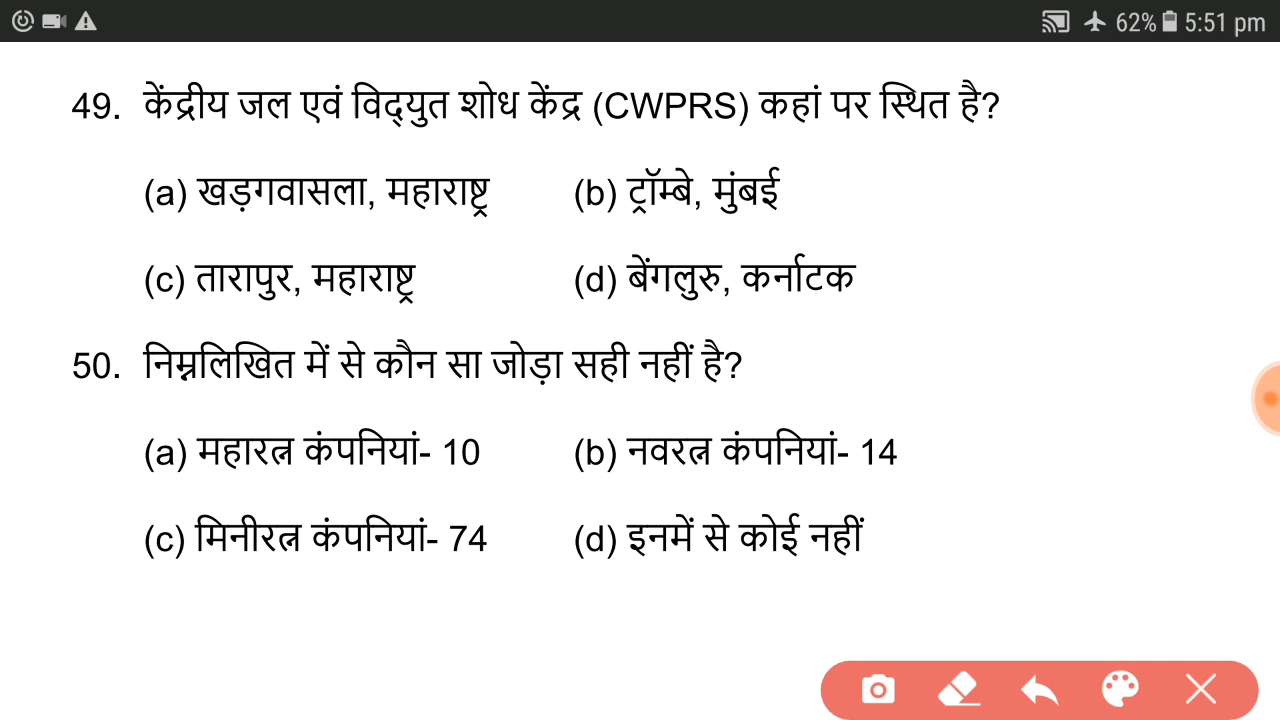 62% 5:51 pm
49. केंद्रीय जल एवं विद्युत शोध केंद्र (CWPRS) कहां पर स्थित है?
(a) खड़गवासला, महाराष्ट्र (b) ट्रॉम्बे, मुंबई
(c) तारापुर, महाराष्ट्र (d) बेंगलुरु, कर्नाटक
50. निम्नलिखित में से कौन सा जोड़ा सही नहीं है?
(a) महारत्न कंपनियां- 10 (b) नवरत्न कंपनियां- 14
(c) मिनीरत्न कंपनियां- 74 (d) इनमें से कोई नहीं